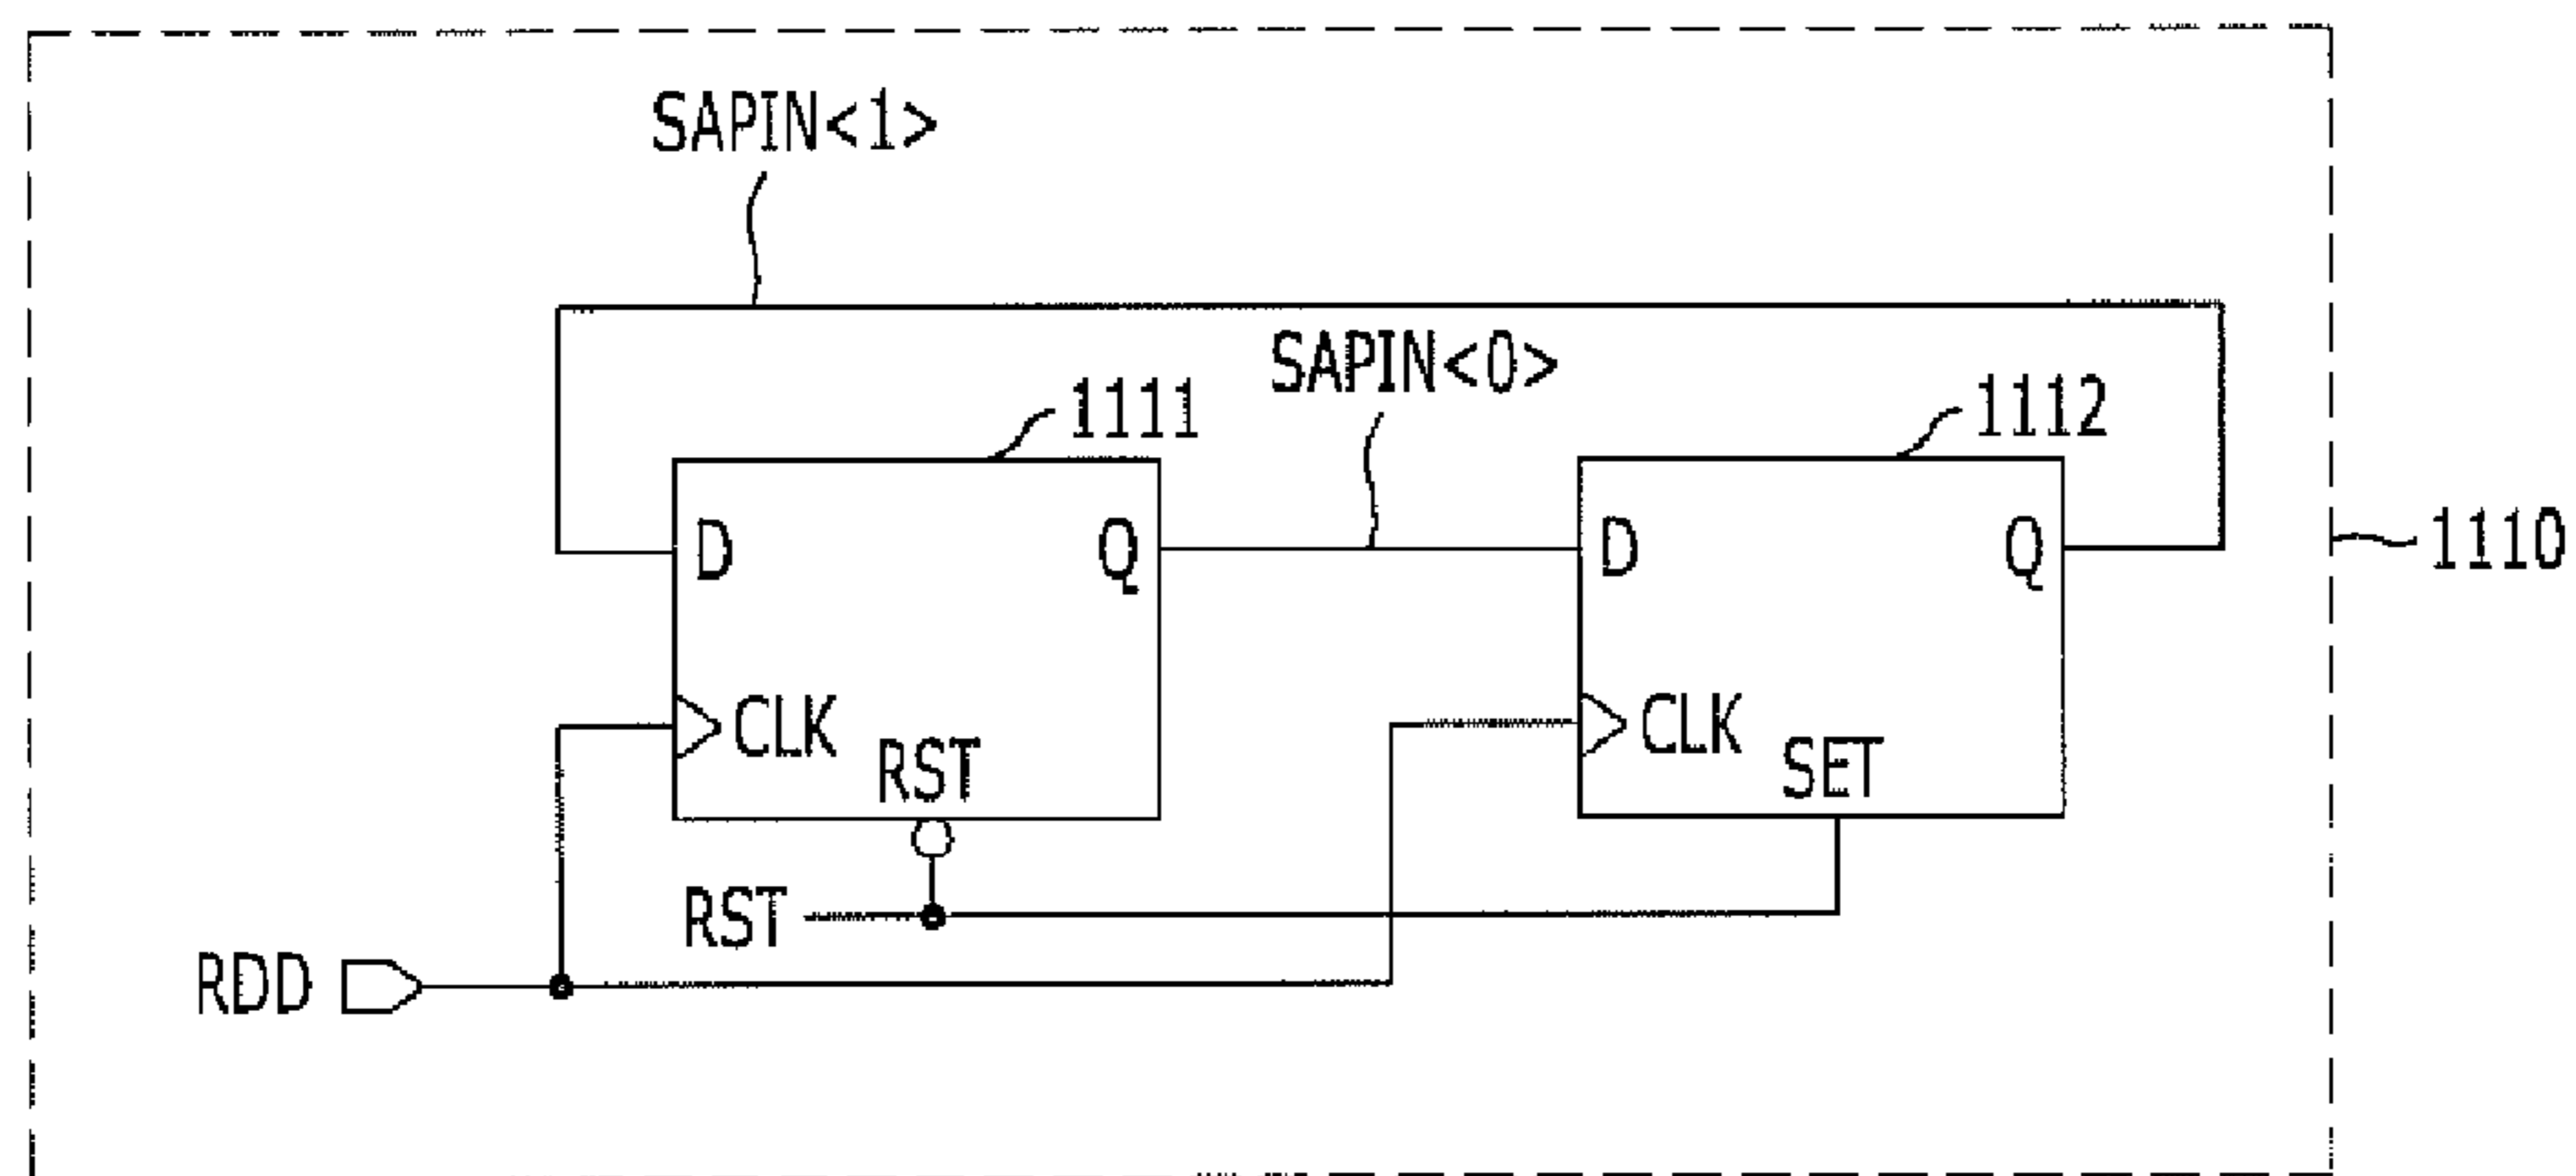 SAPIN<1>
SAPIN<0>
1111
1112
D
Q
D
Q
1110
CLK
CLK
RST
SET
RST
RDD